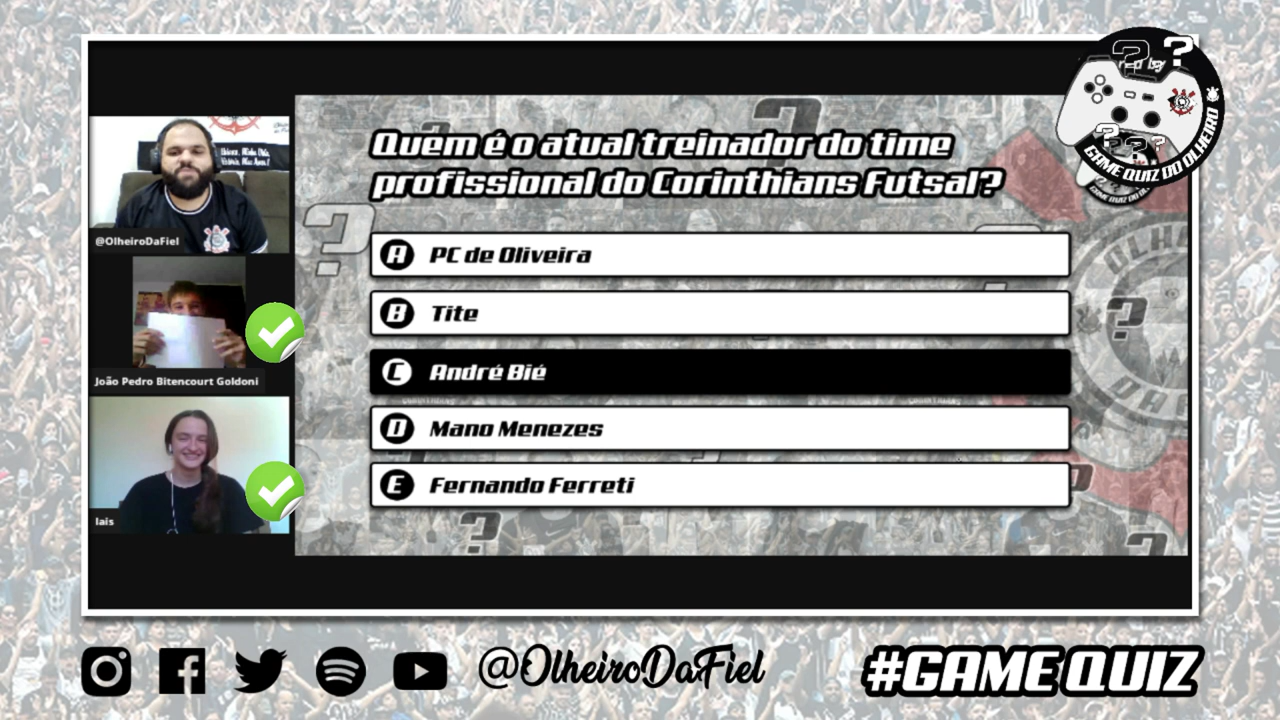 Quem é o atual treinador do time
profissional do Corinthians Futsal?
A PC de Oliveira
B Tite
C André Bié
D Mano Menezes
E Fernando Ferreti
@OlheiroDaFiel
João Pedro Bitencourt Goldoni
Iais
GAME QUIZ DO OLHEIRO
@OlheiroDaFiel
#GAME QUIZ